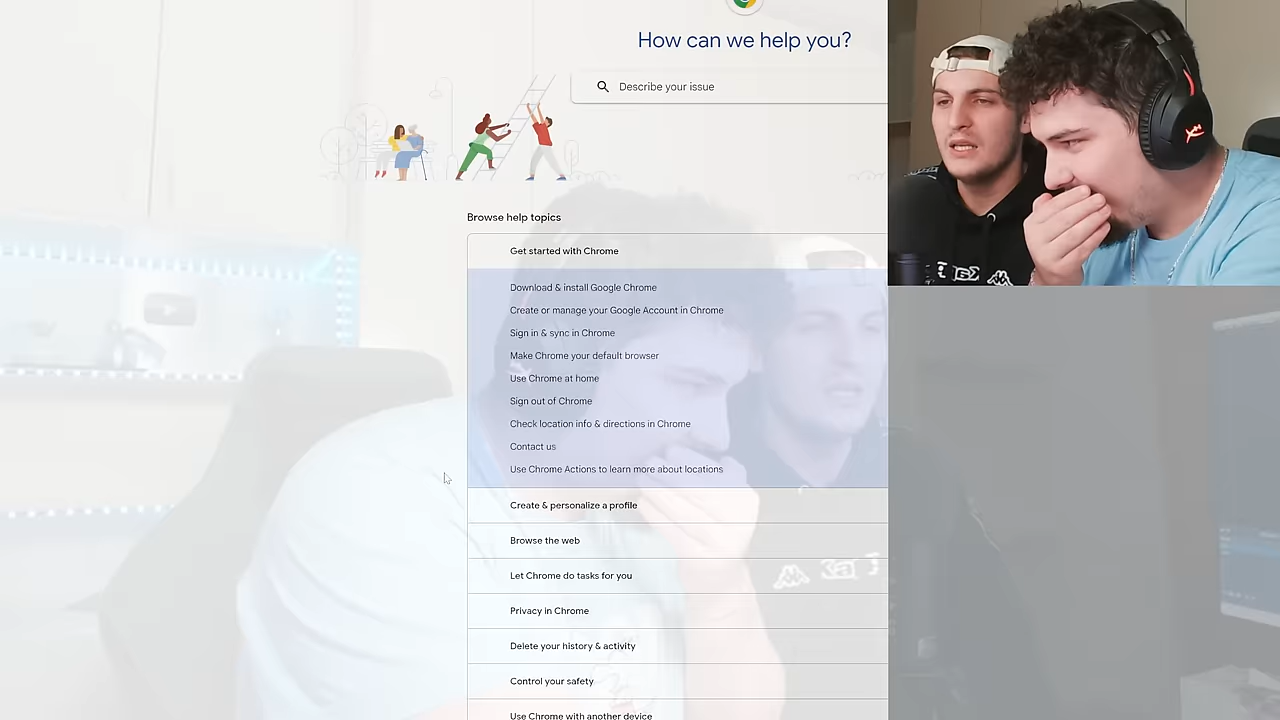 How can we help you?
Describe your issue
Browse help topics
Get started with Chrome
Download & install Google Chrome
Create or manage your Google Account in Chrome
Sign in & sync in Chrome
Make Chrome your default browser
Use Chrome at home
Sign out of Chrome
Check location info & directions in Chrome
Contact us
Use Chrome Actions to learn more about locations
Create & personalize a profile
Browse the web
Let Chrome do tasks for you
Privacy in Chrome
Delete your history & activity
Control your safety
Use Chrome with another device